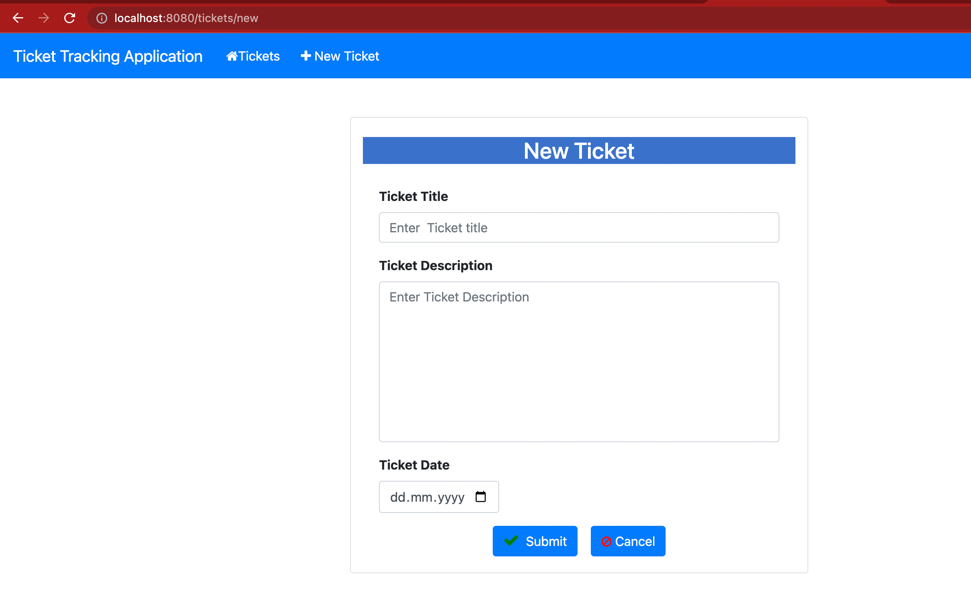 localhost:8080/tickets/new
Ticket Tracking Application Tickets New Ticket
New Ticket
Ticket Title
Enter  Ticket title
Ticket Description
Enter Ticket Description
Ticket Date
dd.mm.yyyy
Submit Cancel